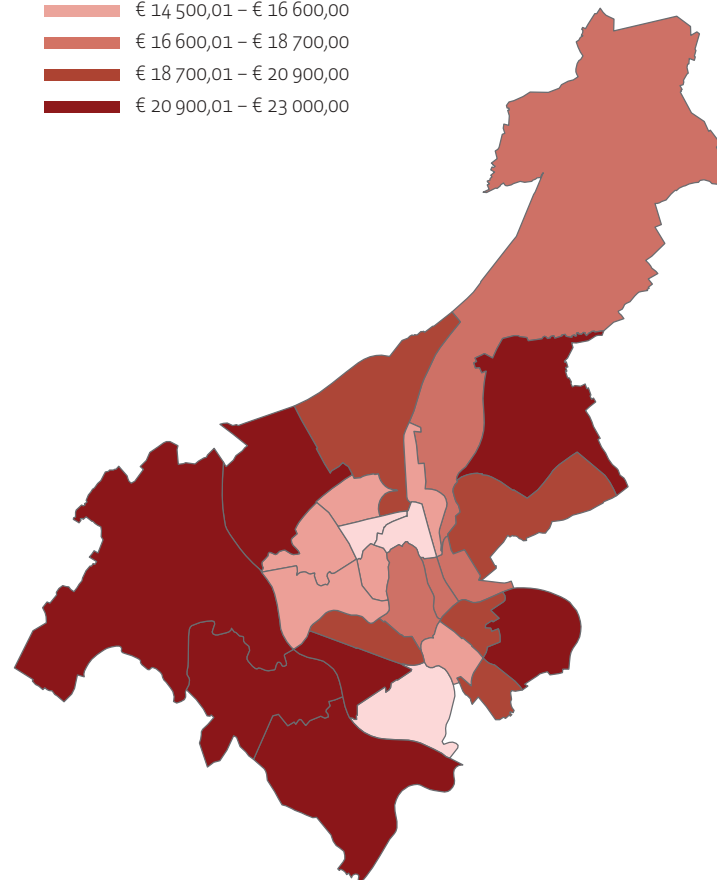 € 14 500,01 – € 16 600,00
€ 16 600,01 – € 18 700,00
€ 18 700,01 – € 20 900,00
€ 20 900,01 – € 23 000,00